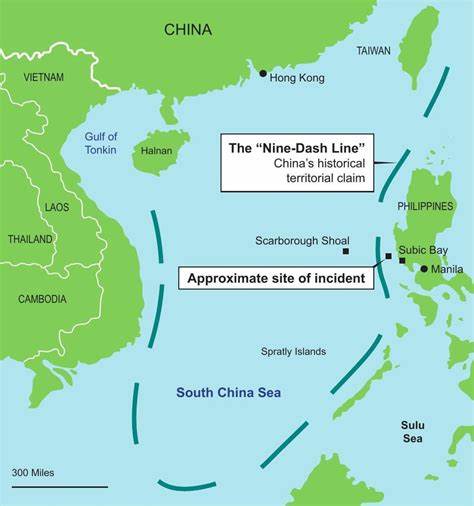 CHINA
TAIWAN
VIETNAM
Hong Kong
Gulf of
Tonkin
Halnan
The “Nine-Dash Line”
China’s historical
territorial claim
LAOS
PHILIPPINES
THAILAND
Scarborough Shoal
Subic Bay
Approximate site of incident
Manila
CAMBODIA
Spratly Islands
South China Sea
Sulu
Sea
300 Miles